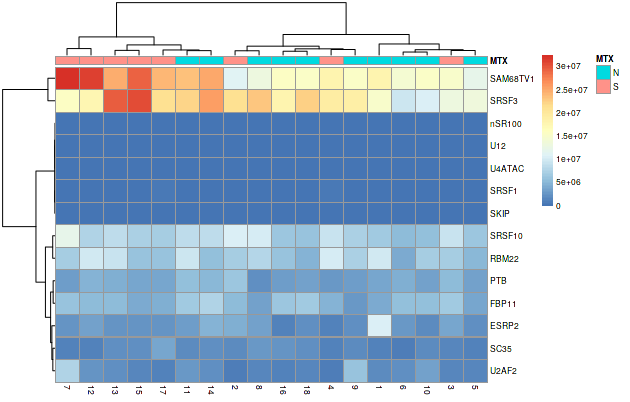 MTX
SAM68TV1
SRSF3
nSR100
U12
U4ATAC
SRSF1
SKIP
SRSF10
RBM22
PTB
FBP11
ESRP2
SC35
U2AF2
7 12 13 15 17 11 14 2 8 16 18 4 9 1 6 10 3 5
3e+07
2.5e+07
2e+07
1.5e+07
1e+07
5e+06
0
MTX
N
S